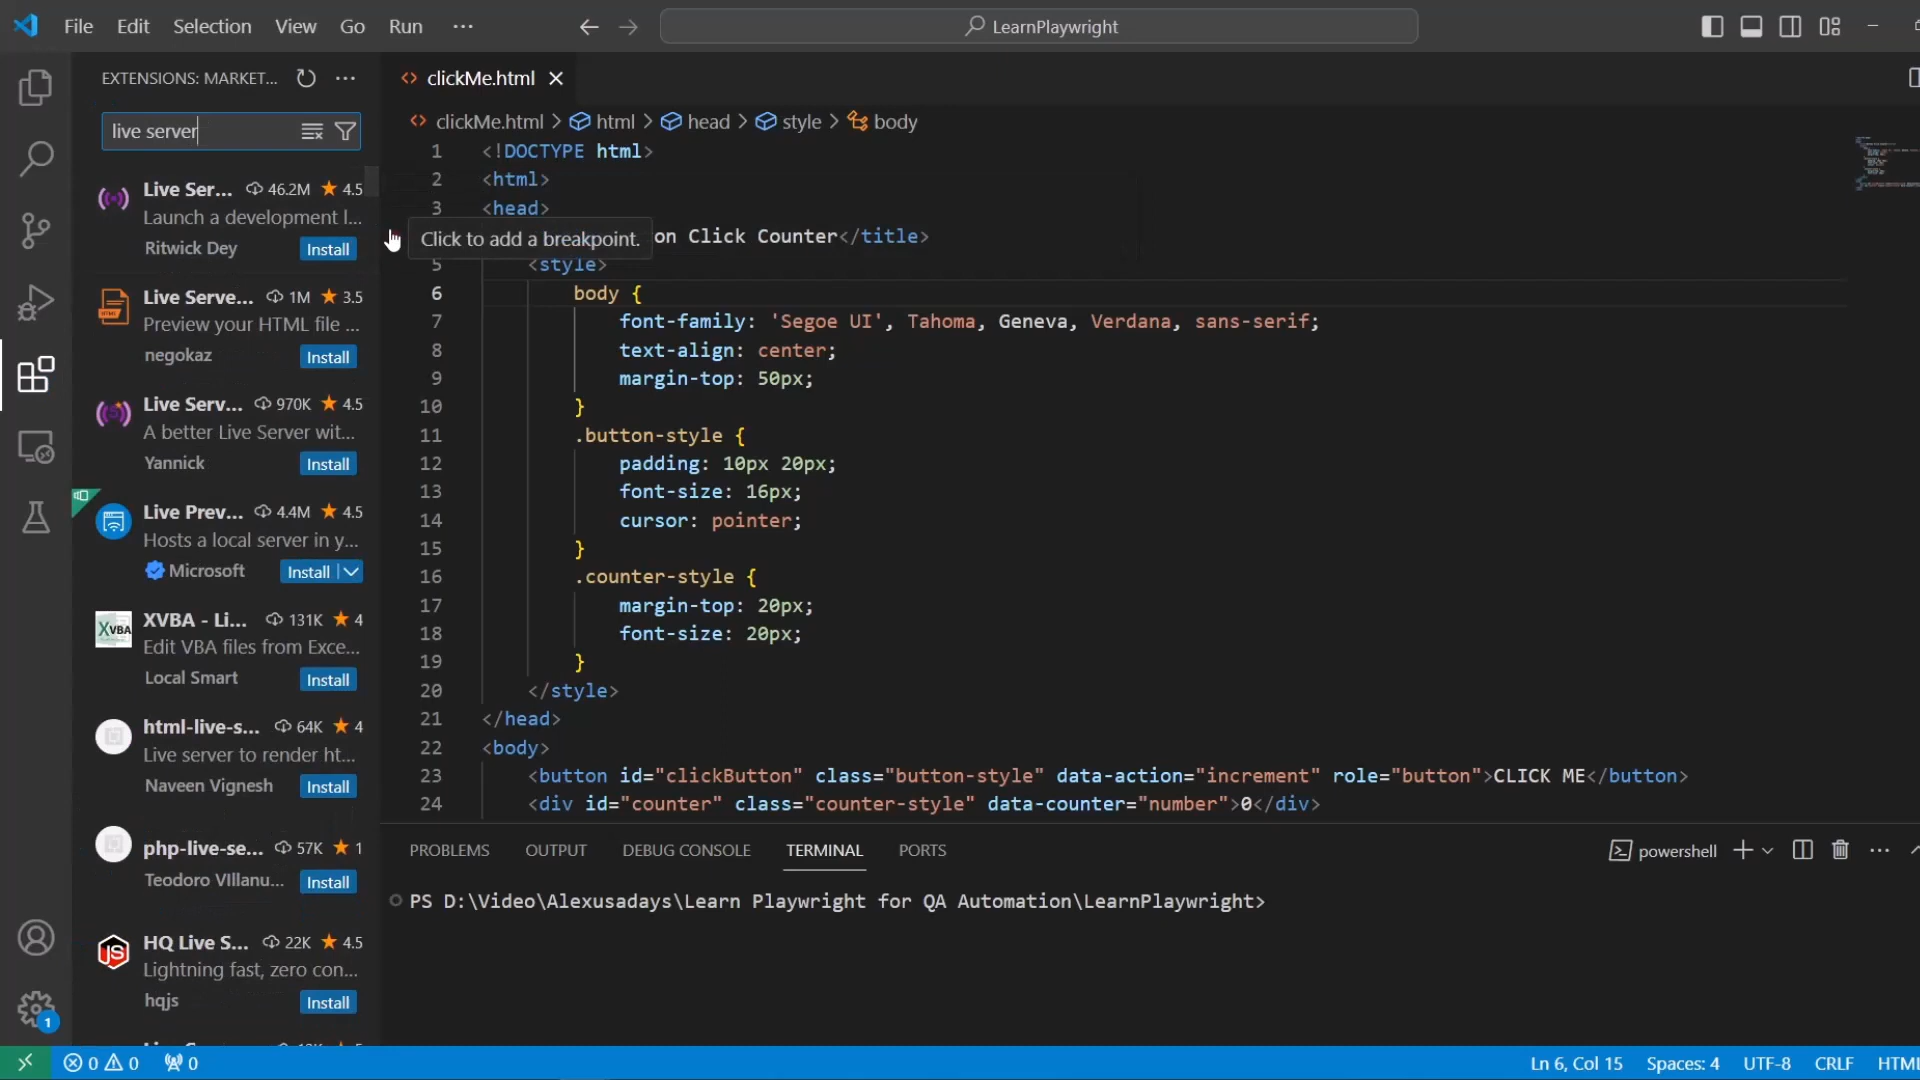 File Edit Selection View Go Run ···
LearnPlaywright
EXTENSIONS: MARKET...
live server
Live Ser... 46.2M 4.5
Launch a development l...
Ritwick Dey Install
Live Serve... 1M 3.5
Preview your HTML file ...
negokaz Install
Live Serv... 970K 4.5
A better Live Server wit...
Yannick Install
Live Prev... 4.4M 4.5
Hosts a local server in y...
Microsoft Install
XVBA - Li... 131K 4
Edit VBA files from Exce...
Local Smart Install
html-live-s... 64K 4
Live server to render ht...
Naveen Vignesh Install
php-live-se... 57K 1
Teodoro VIllanu... Install
HQ Live S... 22K 4.5
Lightning fast, zero con...
hqjs Install
clickMe.html
clickMe.html > html > head > style > body
1 <!DOCTYPE html>
2 <html>
3 <head>
Click to add a breakpoint. on Click Counter</title>
5 <style>
6 body {
7 font-family: 'Segoe UI', Tahoma, Geneva, Verdana, sans-serif;
8 text-align: center;
9 margin-top: 50px;
10 }
11 .button-style {
12 padding: 10px 20px;
13 font-size: 16px;
14 cursor: pointer;
15 }
16 .counter-style {
17 margin-top: 20px;
18 font-size: 20px;
19 }
20 </style>
21 </head>
22 <body>
23 <button id="clickButton" class="button-style" data-action="increment" role="button">CLICK ME</button>
24 <div id="counter" class="counter-style" data-counter="number">0</div>
PROBLEMS OUTPUT DEBUG CONSOLE TERMINAL PORTS
powershell
PS D:\Video\Alexusadays\Learn Playwright for QA Automation\LearnPlaywright>
1
0 0 0
Ln 6, Col 15 Spaces: 4 UTF-8 CRLF HTML